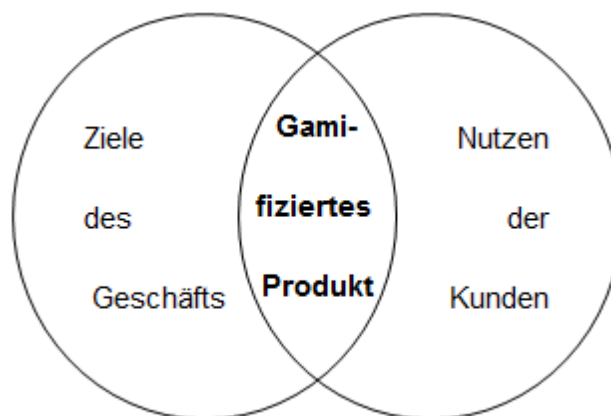 Ziele
des
Geschäfts
Gami-
fiziertes
Produkt
Nutzen
der
Kunden